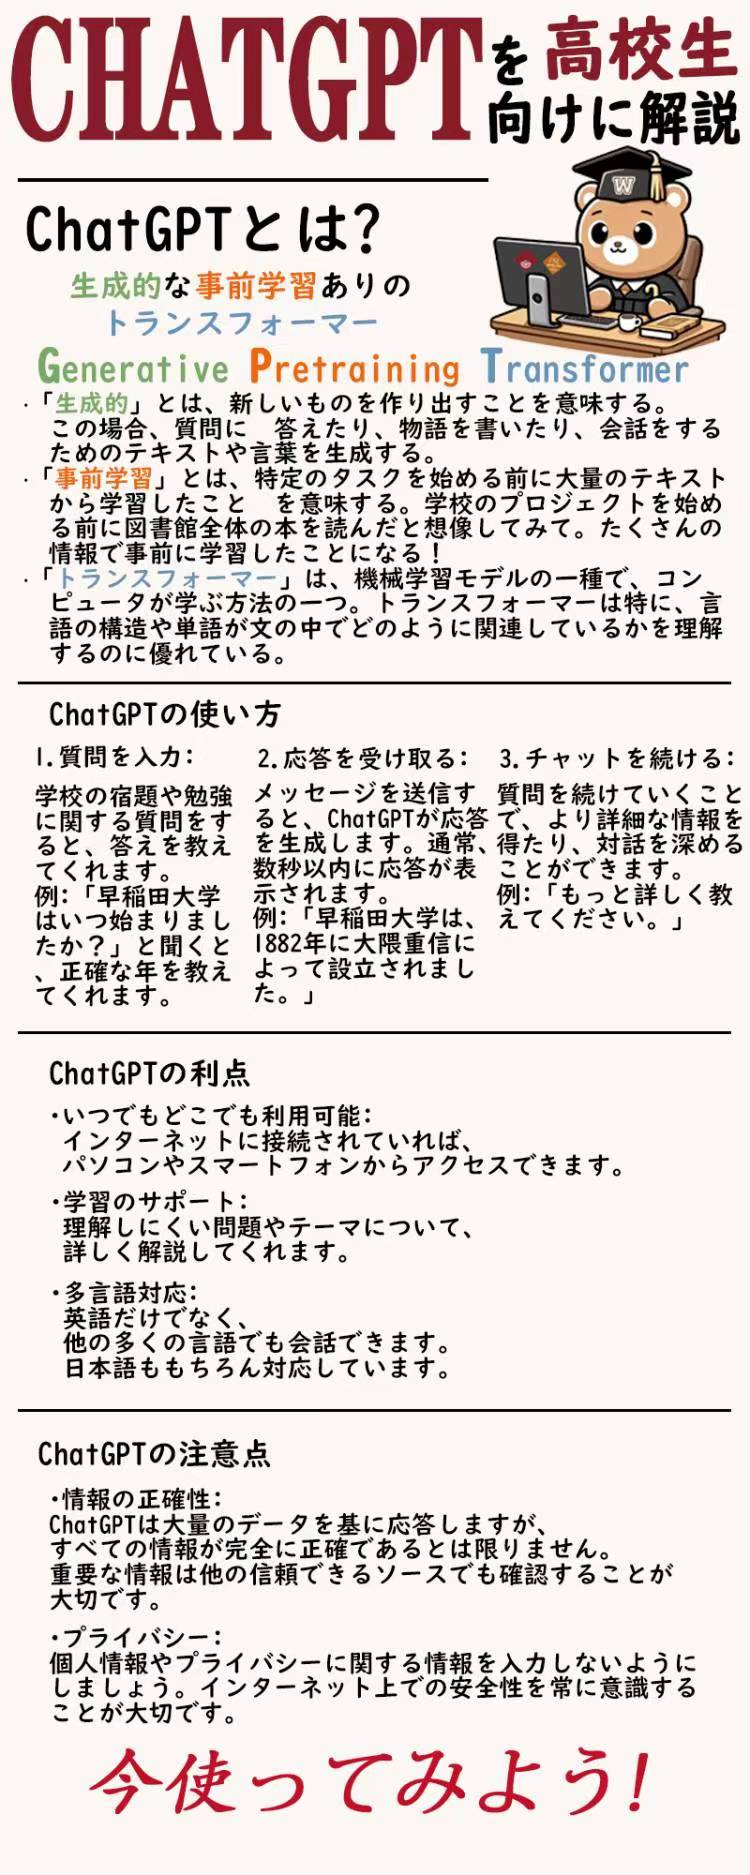 CHATGPTを高校生
向けに解説
W
ChatGPTとは?
生成的な事前学習ありの
トランスフォーマー
Generative Pretraining Transformer
・「生成的」とは、新しいものを作り出すことを意味する。
この場合、質問に 答えたり、物語を書いたり、会話をする
ためのテキストや言葉を生成する。
・「事前学習」とは、特定のタスクを始める前に大量のテキスト
から学習したこと を意味する。学校のプロジェクトを始め
る前に図書館全体の本を読んだと想像してみて。たくさんの
情報で事前に学習したことになる!
・「トランスフォーマー」は、機械学習モデルの一種で、コン
ピュータが学ぶ方法の一つ。トランスフォーマーは特に、言
語の構造や単語が文の中でどのように関連しているかを理解
するのに優れている。
ChatGPTの使い方
1.質問を入力:
学校の宿題や勉強
に関する質問をす
ると、答えを教え
てくれます。
例:「早稲田大学
はいつ始まりまし
たか?」と聞くと
、正確な年を教え
てくれます。
2.応答を受け取る:
メッセージを送信す
ると、ChatGPTが応答
を生成します。通常、
数秒以内に応答が表
示されます。
例:「早稲田大学は、
1882年に大隈重信に
よって設立されまし
た。」
3.チャットを続ける:
質問を続けていくこと
で、より詳細な情報を
得たり、対話を深める
ことができます。
例:「もっと詳しく教
えてください。」
ChatGPTの利点
・いつでもどこでも利用可能:
インターネットに接続されていれば、
パソコンやスマートフォンからアクセスできます。
・学習のサポート:
理解しにくい問題やテーマについて、
詳しく解説してくれます。
・多言語対応:
英語だけでなく、
他の多くの言語でも会話できます。
日本語ももちろん対応しています。
ChatGPTの注意点
・情報の正確性:
ChatGPTは大量のデータを基に応答しますが、
すべての情報が完全に正確であるとは限りません。
重要な情報は他の信頼できるソースでも確認することが
大切です。
・プライバシー:
個人情報やプライバシーに関する情報を入力しないように
しましょう。インターネット上での安全性を常に意識する
ことが大切です。
今使ってみよう!